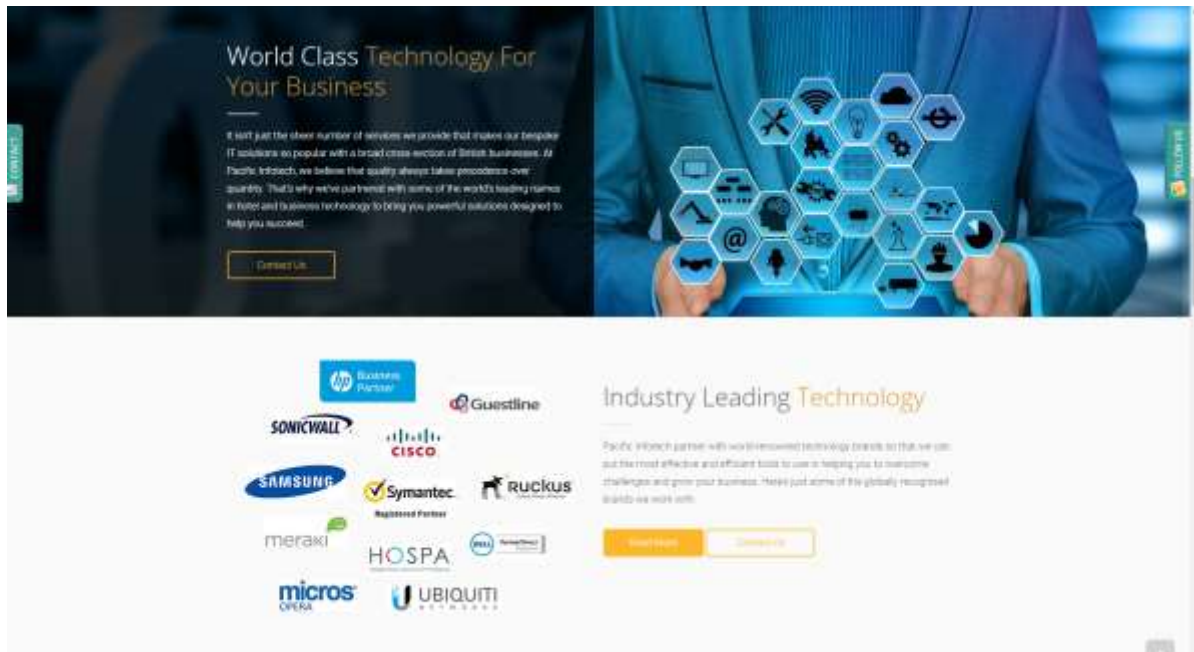 World Class Technology For
Your Business
It isn't just the sheer number of services we provide that makes our bespoke
IT solutions so popular with a broad cross-section of British businesses. At
Pacific Infotech, we believe that quality always takes precedence over
quantity. That's why we've partnered with some of the world's leading names
in hotel and business technology to bring you powerful solutions designed to
help you succeed.
Contact Us
CONTACT
FOLLOW US
@
hp Business
Partner
Guestline
SONICWALL
CISCO
SAMSUNG
Symantec.
Registered Partner
RUCKUS
meraki
HOSPA
DELL
micros
OPERA
UBIQUITI
NETWORKS
Industry Leading Technology
Pacific Infotech partner with world-renowned technology brands so that we can
put the most effective and efficient tools to use in helping you to overcome
challenges and grow your business. Here's just some of the globally recognised
brands we work with.
Read More
Contact Us